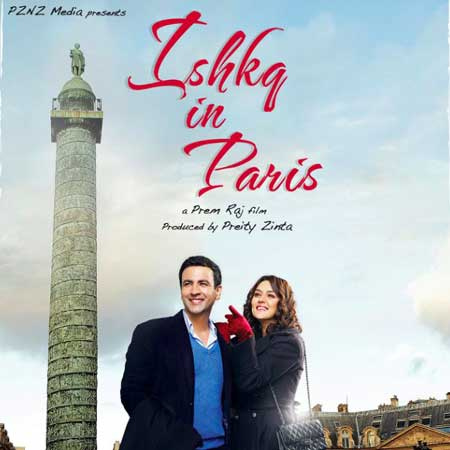 PZNZ Media presents
Ishkq
in
Paris
a Prem Raj film
Produced by Preity Zinta